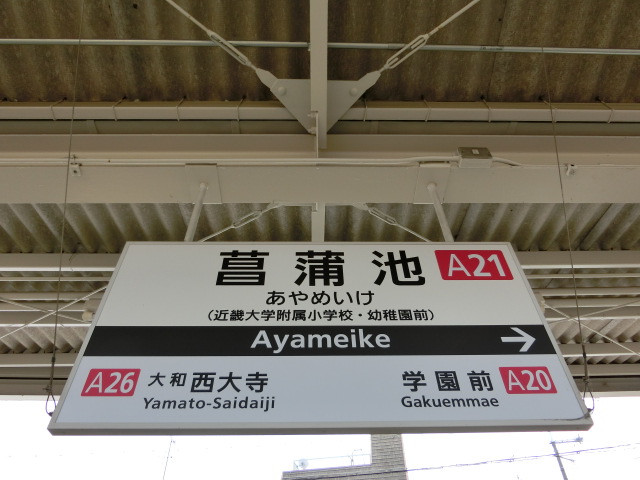 菖蒲池 A21
あやめいけ
(近畿大学附属小学校・幼稚園前)
Ayameike
A26 大和西大寺 学園前 A20
Yamato-Saidaiji Gakuemmae